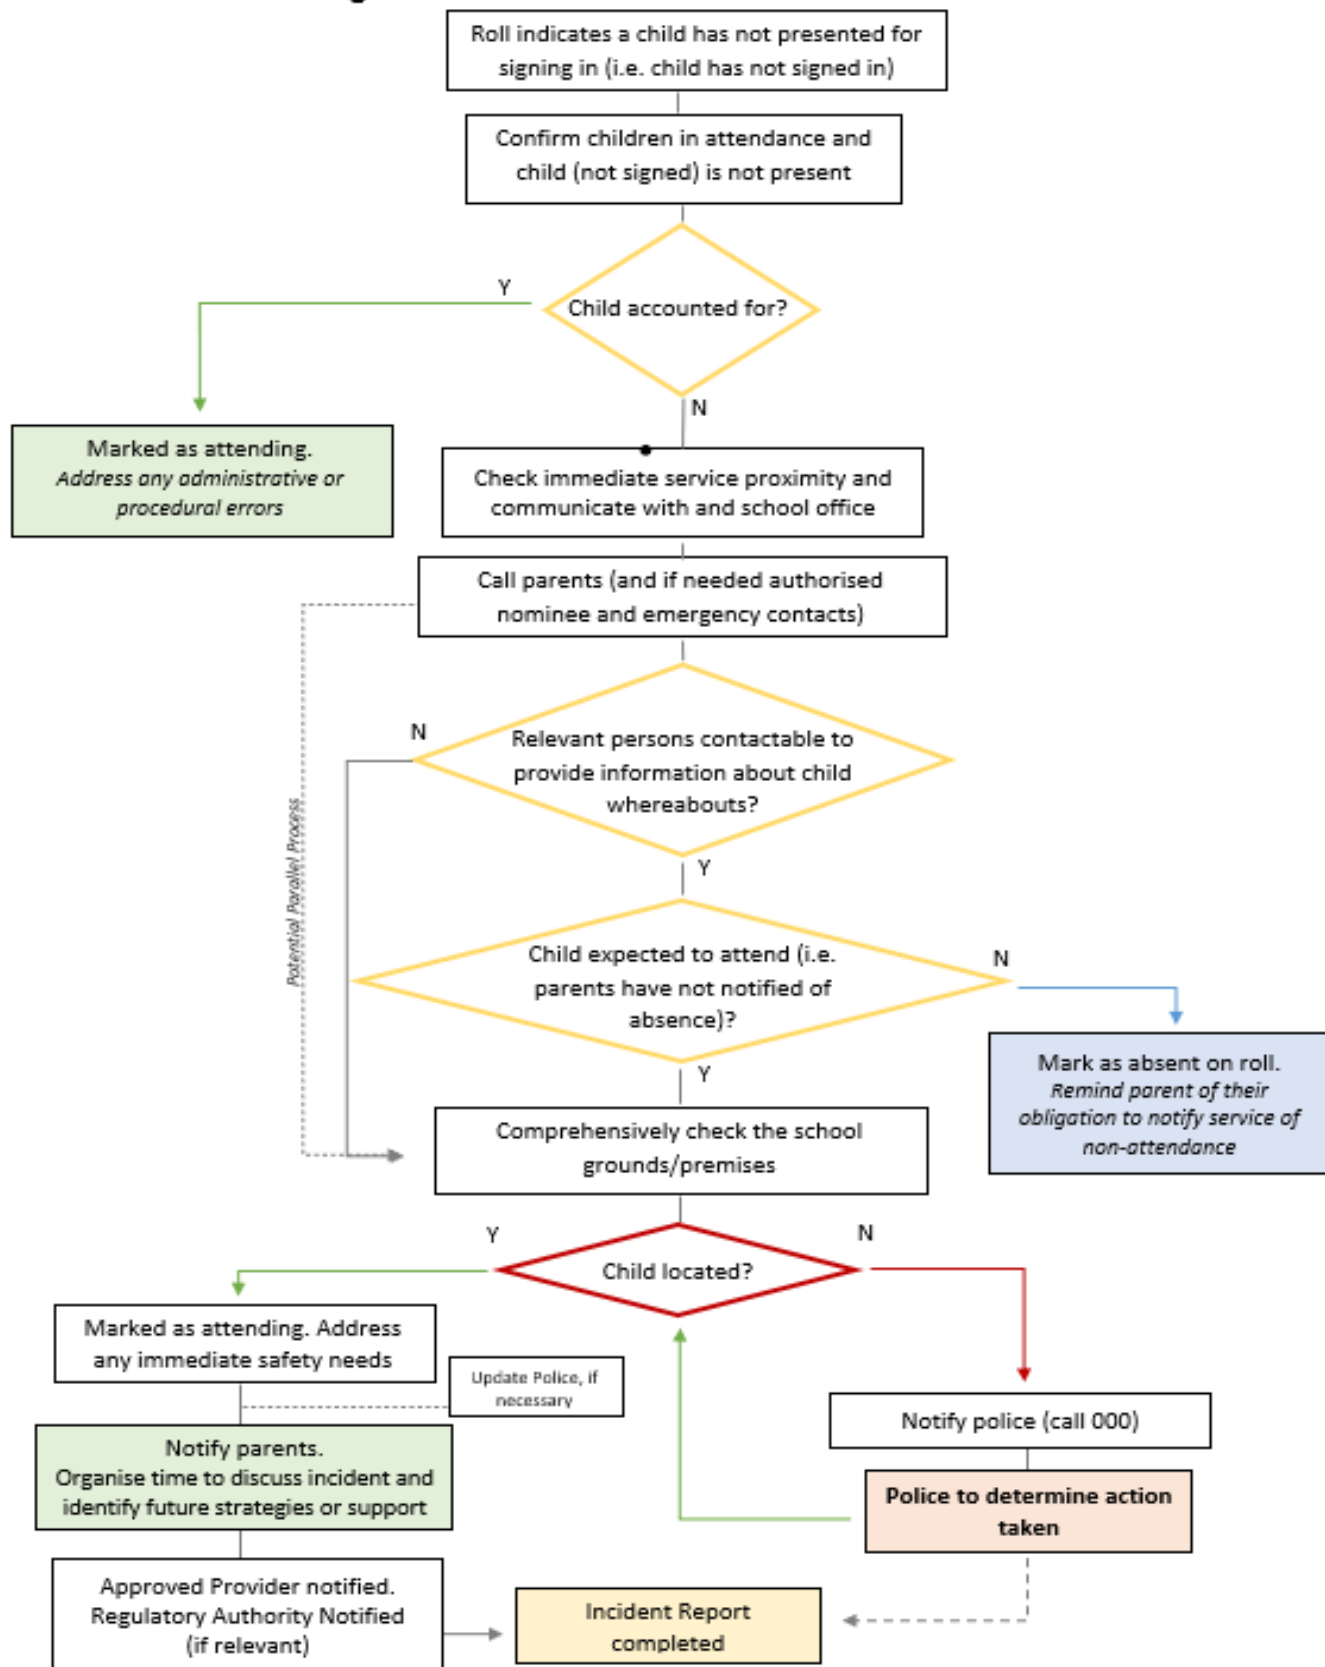 Roll indicates a child has not presented for
signing in (i.e. child has not signed in)
Confirm children in attendance and
child (not signed) is not present
Y
Child accounted for?
N
Marked as attending.
Address any administrative or
procedural errors
Check immediate service proximity and
communicate with and school office
Call parents (and if needed authorised
nominee and emergency contacts)
N
Relevant persons contactable to
provide information about child
whereabouts?
Potential Parallel Process
Y
Child expected to attend (i.e.
parents have not notified of
absence)?
N
Y
Mark as absent on roll.
Remind parent of their
obligation to notify service of
non-attendance
Comprehensively check the school
grounds/premises
Y
N
Child located?
Marked as attending. Address
any immediate safety needs
Update Police, if
necessary
Notify police (call 000)
Notify parents.
Organise time to discuss incident and
identify future strategies or support
Police to determine action
taken
Approved Provider notified.
Regulatory Authority Notified
(if relevant)
Incident Report
completed